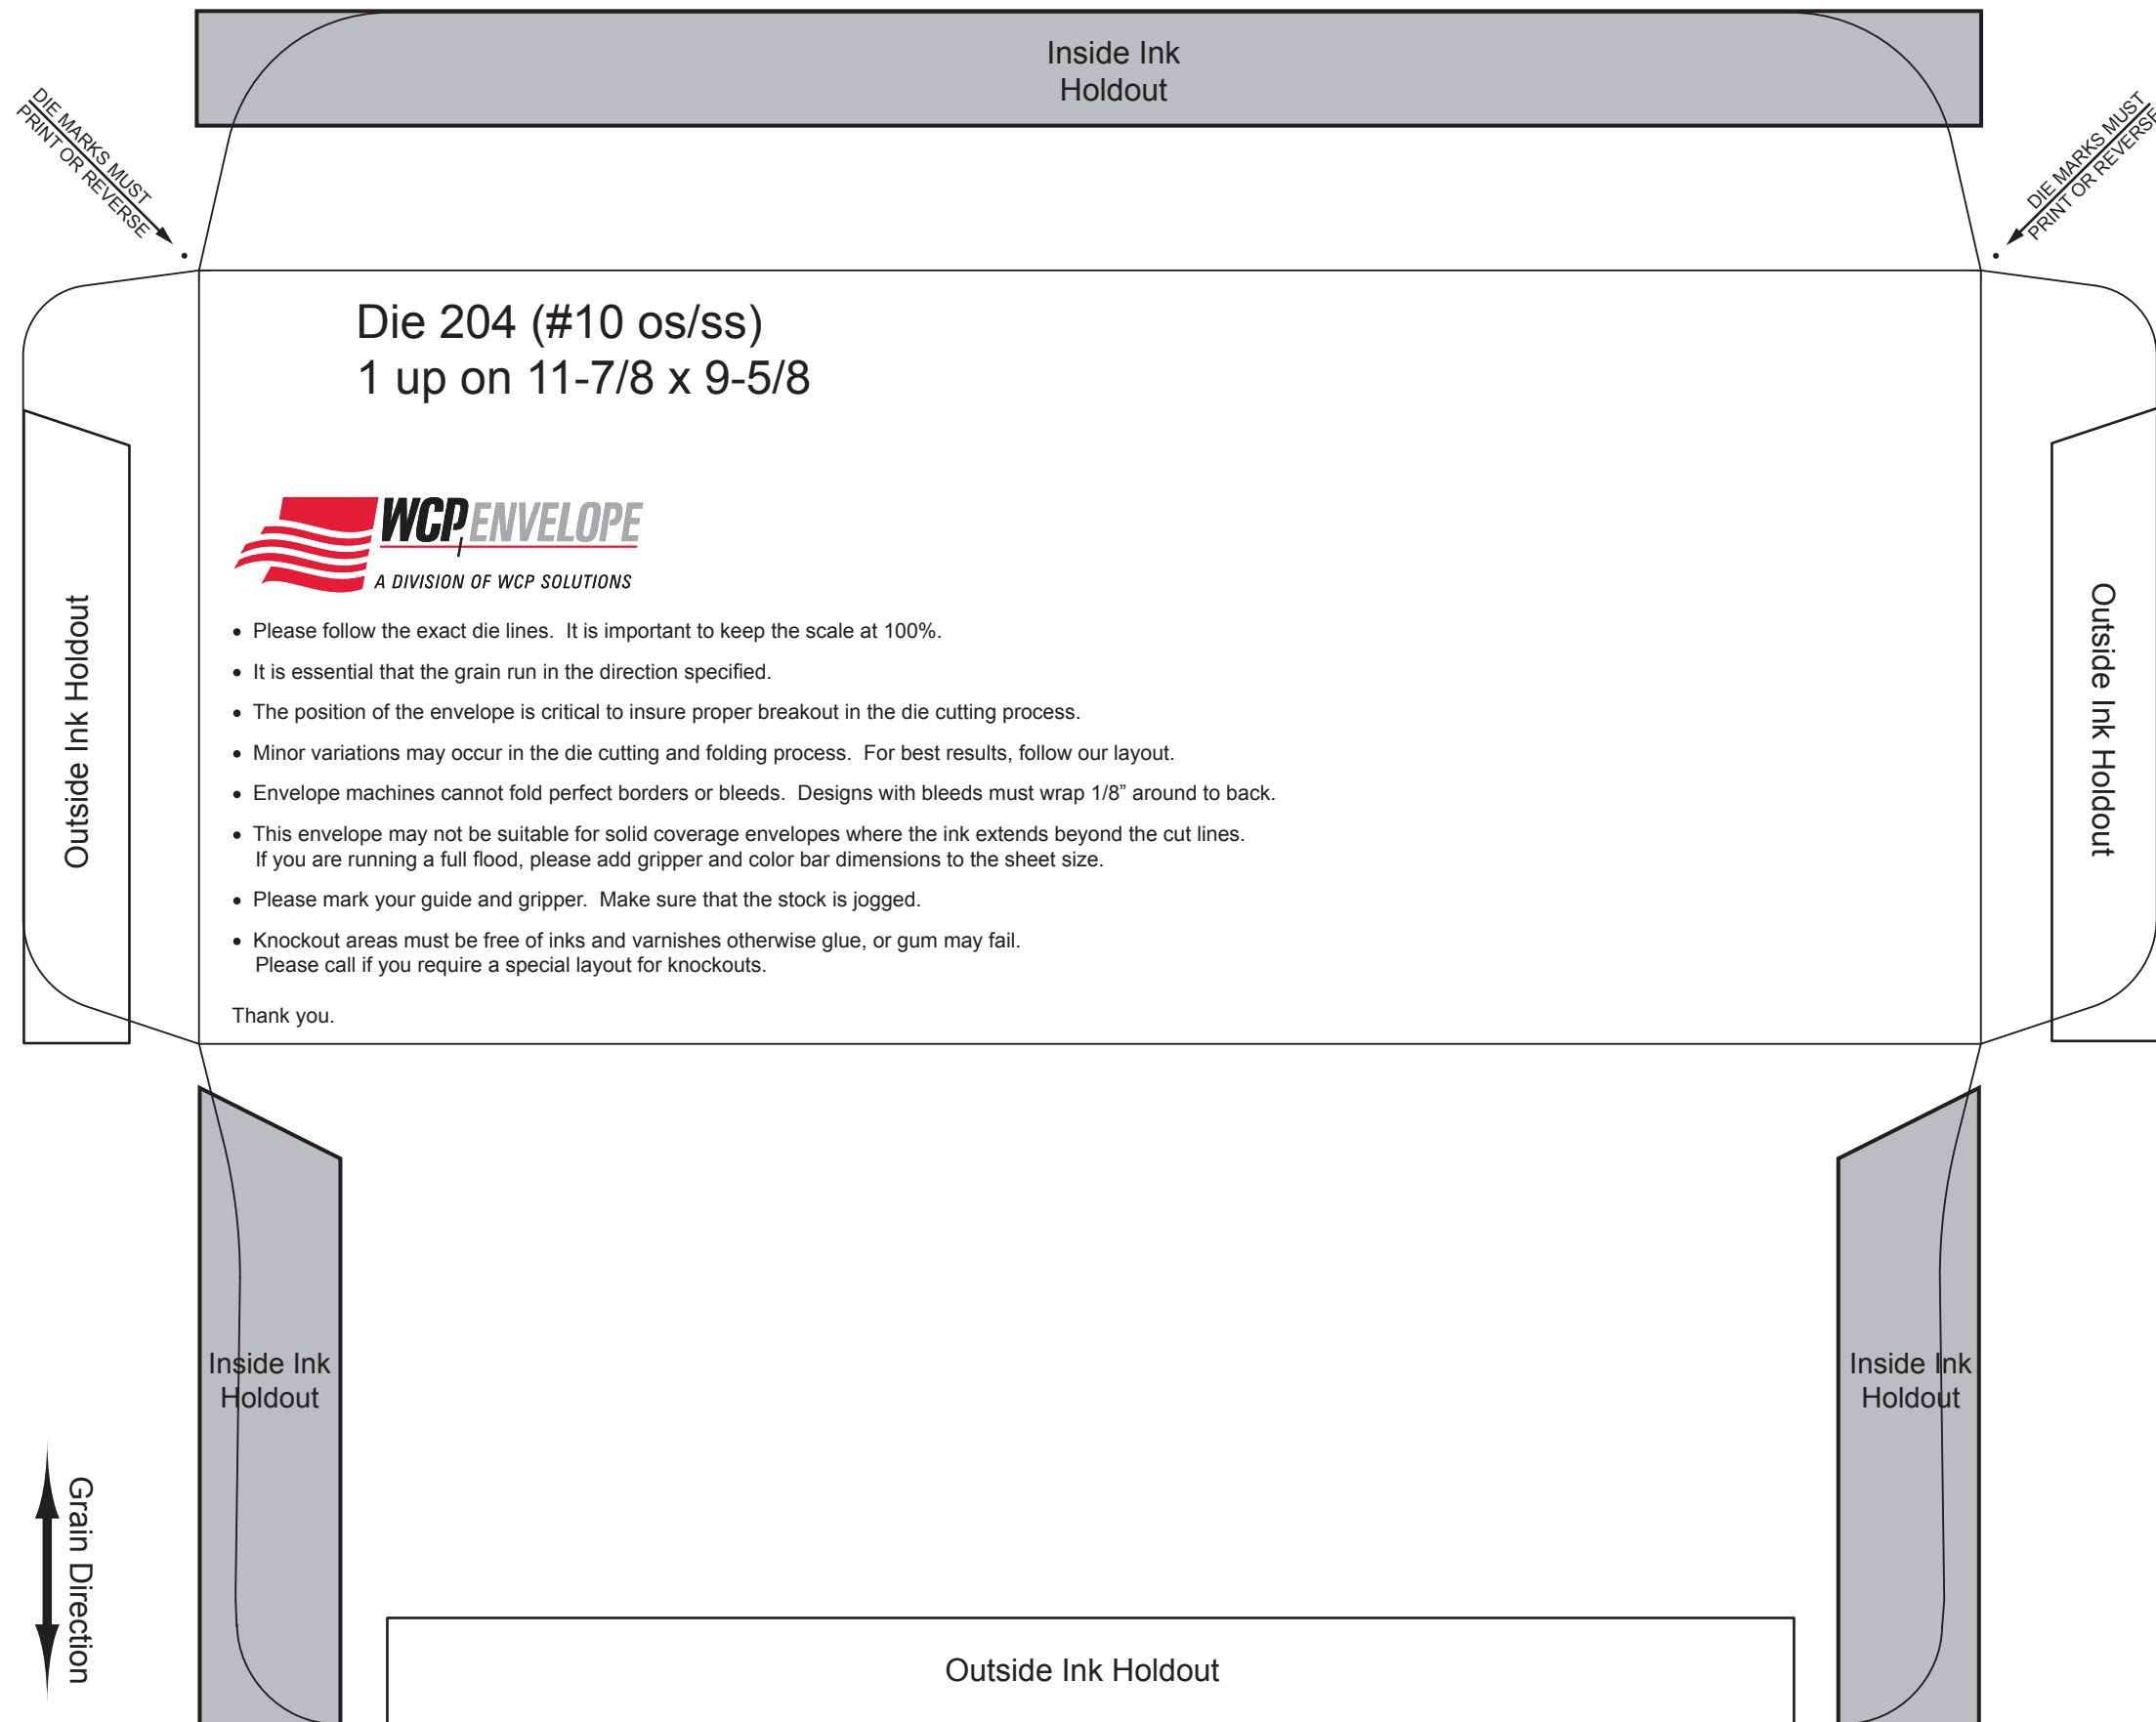 Inside Ink
Holdout
DIE MARKS MUST
PRINT OR REVERSE
DIE MARKS MUST
PRINT OR REVERSE
Die 204 (#10 os/ss)
1 up on 11-7/8 x 9-5/8
WCP ENVELOPE
A DIVISION OF WCP SOLUTIONS
• Please follow the exact die lines.  It is important to keep the scale at 100%.
• It is essential that the grain run in the direction specified.
• The position of the envelope is critical to insure proper breakout in the die cutting process.
• Minor variations may occur in the die cutting and folding process.  For best results, follow our layout.
• Envelope machines cannot fold perfect borders or bleeds.  Designs with bleeds must wrap 1/8” around to back.
• This envelope may not be suitable for solid coverage envelopes where the ink extends beyond the cut lines.
If you are running a full flood, please add gripper and color bar dimensions to the sheet size.
• Please mark your guide and gripper.  Make sure that the stock is jogged.
• Knockout areas must be free of inks and varnishes otherwise glue, or gum may fail.
Please call if you require a special layout for knockouts.
Thank you.
Outside Ink Holdout
Outside Ink Holdout
Inside Ink
Holdout
Inside Ink
Holdout
Grain Direction
Outside Ink Holdout